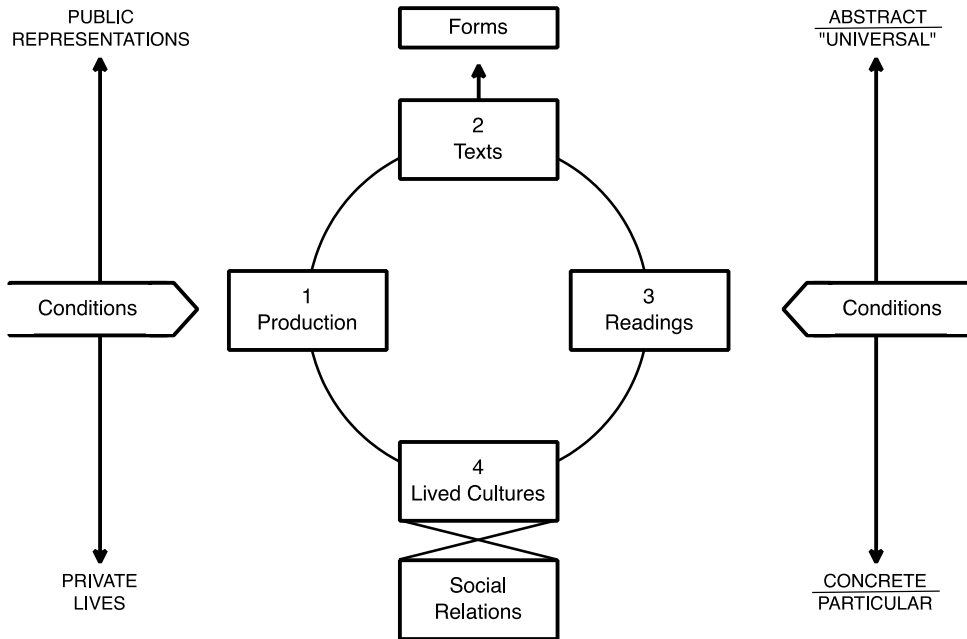 PUBLIC
REPRESENTATIONS
Forms
ABSTRACT
"UNIVERSAL"
2
Texts
Conditions
1
Production
3
Readings
Conditions
4
Lived Cultures
PRIVATE
LIVES
Social
Relations
CONCRETE
PARTICULAR